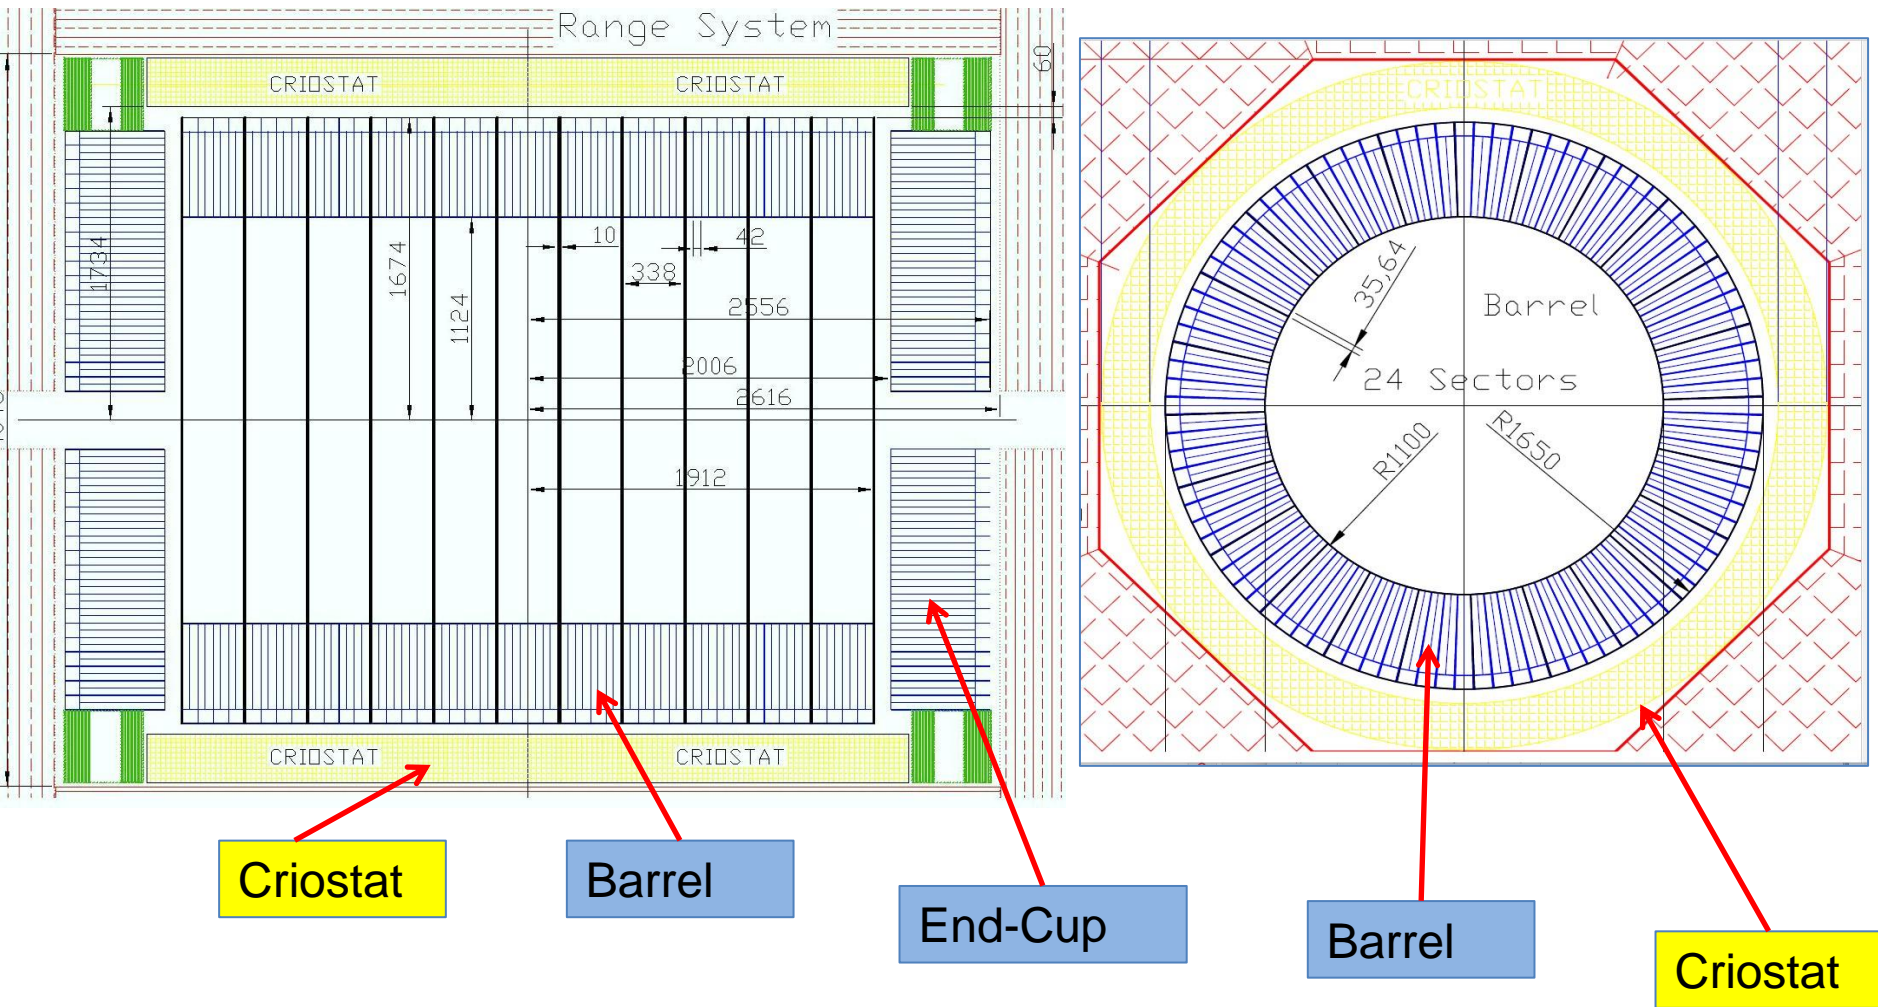 Range System
CRIOSTAT
CRIOSTAT
60
1734
1674
1124
10
42
338
2556
2006
2616
1912
CRIOSTAT
CRIOSTAT
CRIOSTAT
35,64
Barrel
24 Sectors
R1100
R1650
Criostat
Barrel
End-Cup
Barrel
Criostat